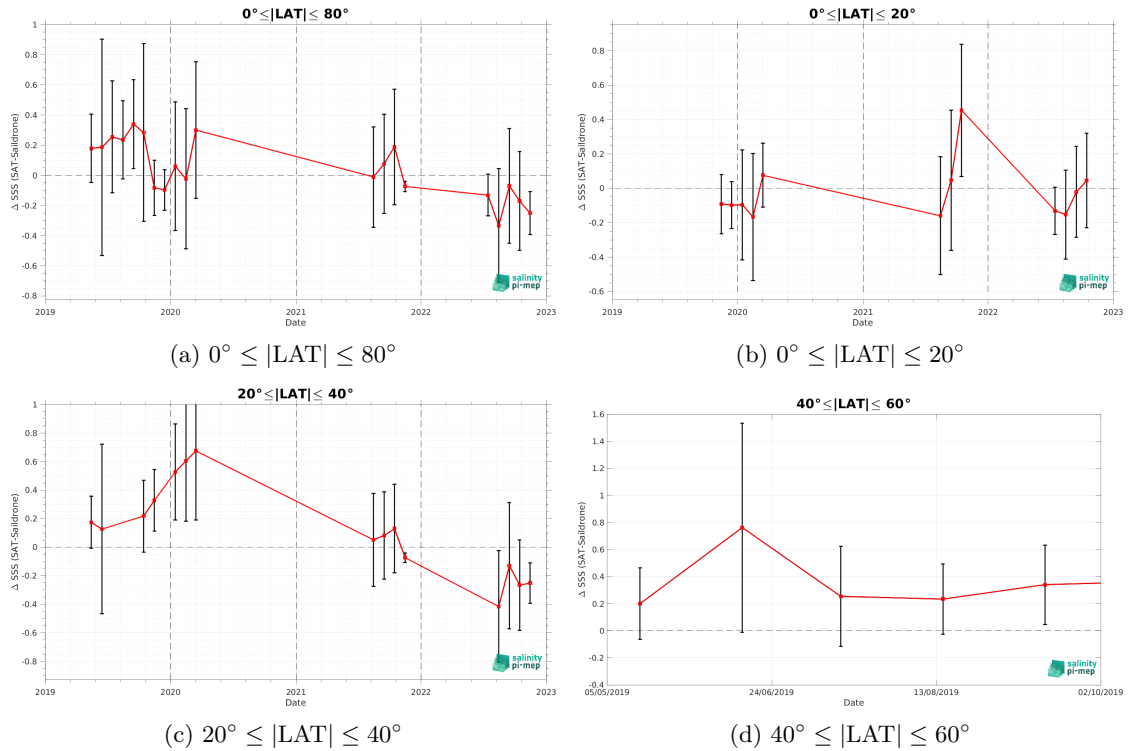 0°≤|LAT|≤ 80°
1
0.8
0.6
0.4
0.2
0
-0.2
-0.4
-0.6
-0.8
Δ SSS (SAT-Saildrone)
2019
2020
2021
2022
2023
Date
salinity
pi-mep
(a) 0° ≤ |LAT| ≤ 80°
0°≤|LAT|≤ 20°
0.8
0.6
0.4
0.2
0
-0.2
-0.4
-0.6
Δ SSS (SAT-Saildrone)
2019
2020
2021
2022
2023
Date
salinity
pi-mep
(b) 0° ≤ |LAT| ≤ 20°
20°≤|LAT|≤ 40°
1
0.8
0.6
0.4
0.2
0
-0.2
-0.4
-0.6
-0.8
Δ SSS (SAT-Saildrone)
2019
2020
2021
2022
2023
Date
salinity
pi-mep
(c) 20° ≤ |LAT| ≤ 40°
40°≤|LAT|≤ 60°
1.6
1.4
1.2
1
0.8
0.6
0.4
0.2
0
-0.2
-0.4
Δ SSS (SAT-Saildrone)
05/05/2019
24/06/2019
13/08/2019
02/10/2019
Date
salinity
pi-mep
(d) 40° ≤ |LAT| ≤ 60°